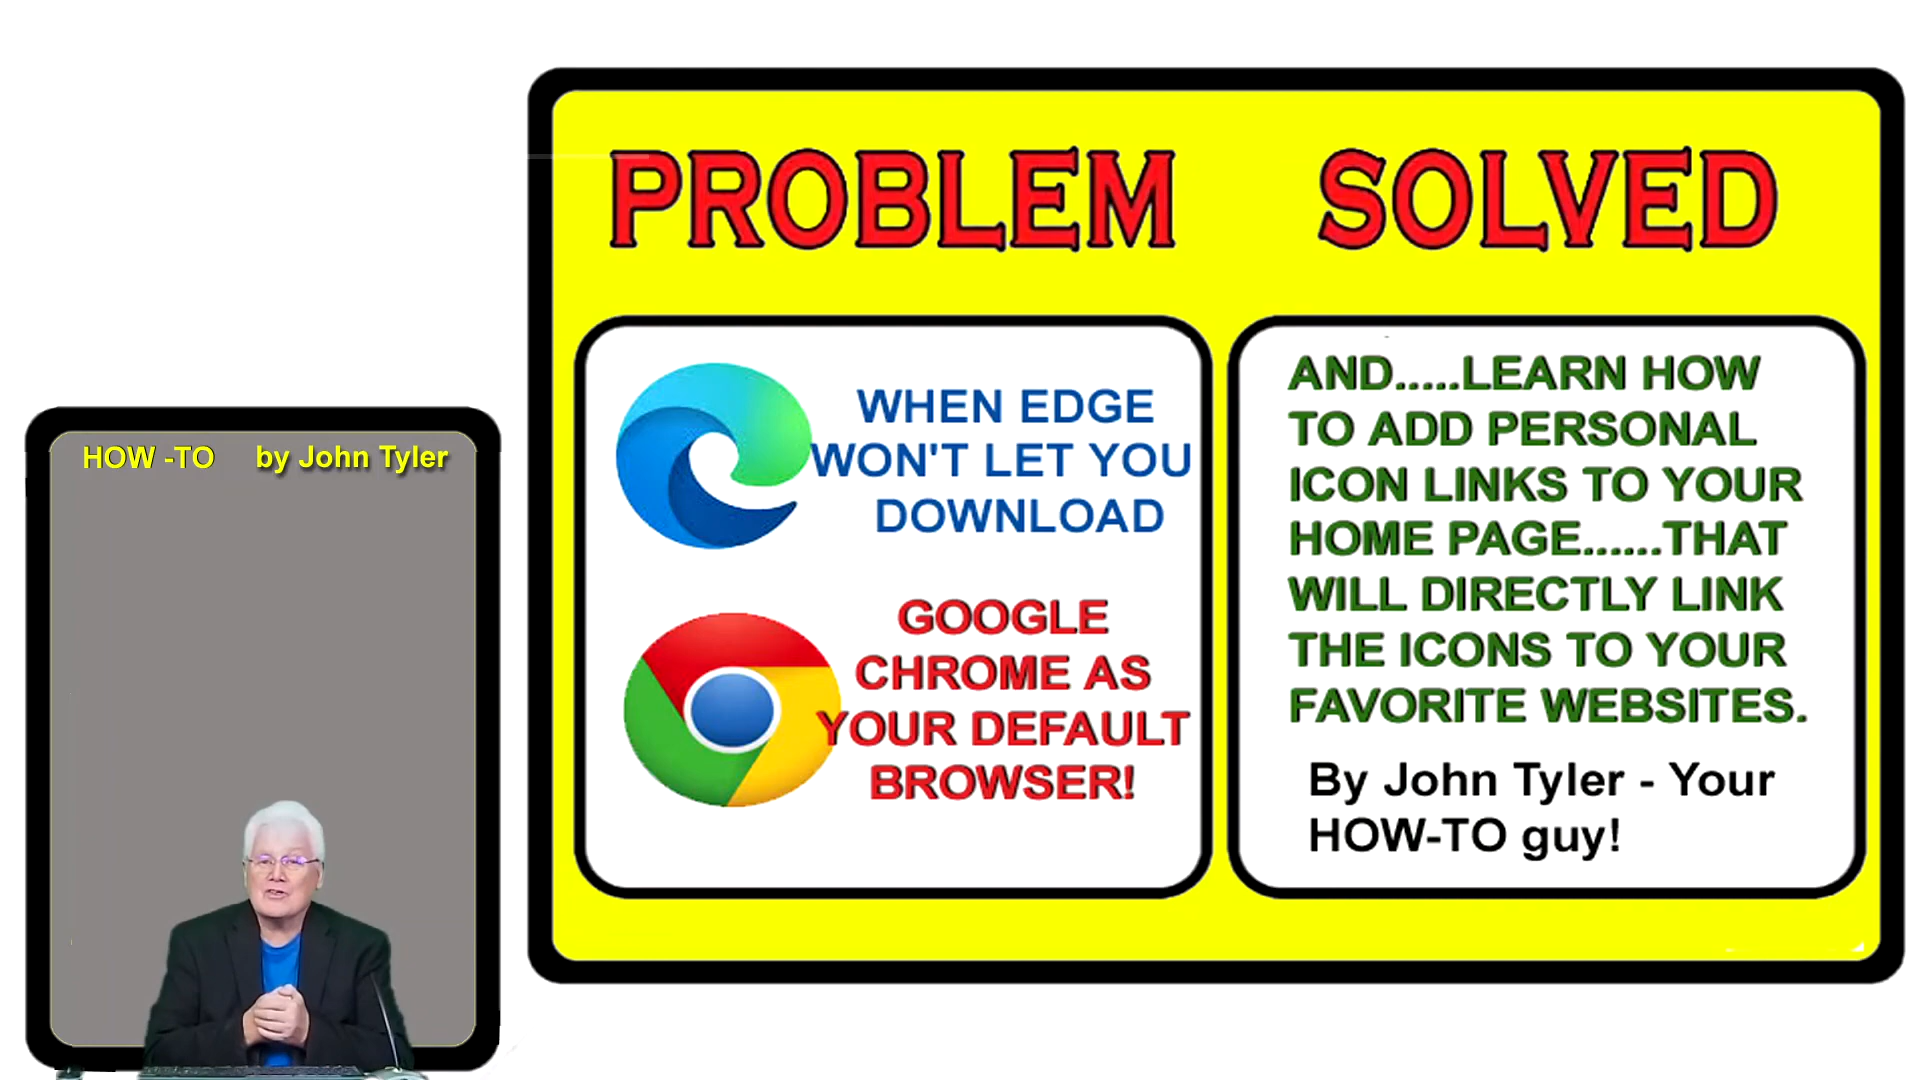 HOW -TO by John Tyler
PROBLEM SOLVED
WHEN EDGE
WON'T LET YOU
DOWNLOAD
GOOGLE
CHROME AS
YOUR DEFAULT
BROWSER!
AND.....LEARN HOW
TO ADD PERSONAL
ICON LINKS TO YOUR
HOME PAGE......THAT
WILL DIRECTLY LINK
THE ICONS TO YOUR
FAVORITE WEBSITES.
By John Tyler - Your
HOW-TO guy!